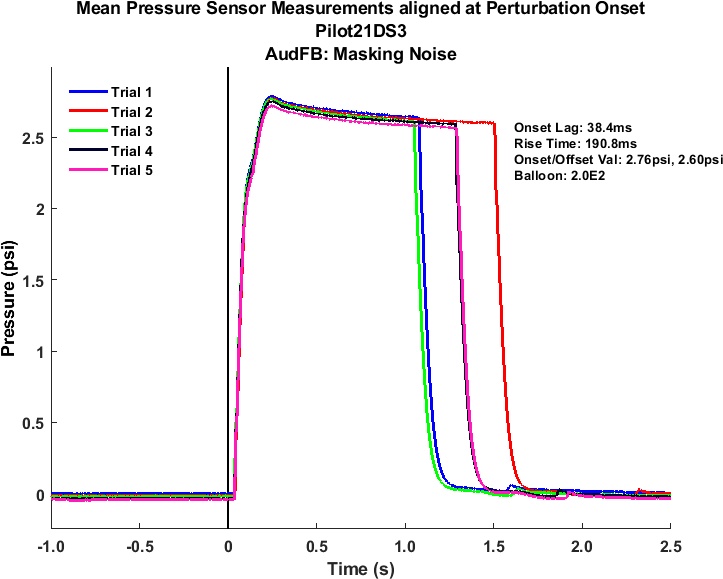 Mean Pressure Sensor Measurements aligned at Perturbation Onset
Pilot21DS3
AudFB: Masking Noise
Trial 1
Trial 2
Trial 3
Trial 4
Trial 5
Onset Lag: 38.4ms
Rise Time: 190.8ms
Onset/Offset Val: 2.76psi, 2.60psi
Balloon: 2.0E2
Pressure (psi)
2.5
2
1.5
1
0.5
0
-1.0 -0.5 0 0.5 1.0 1.5 2.0 2.5
Time (s)